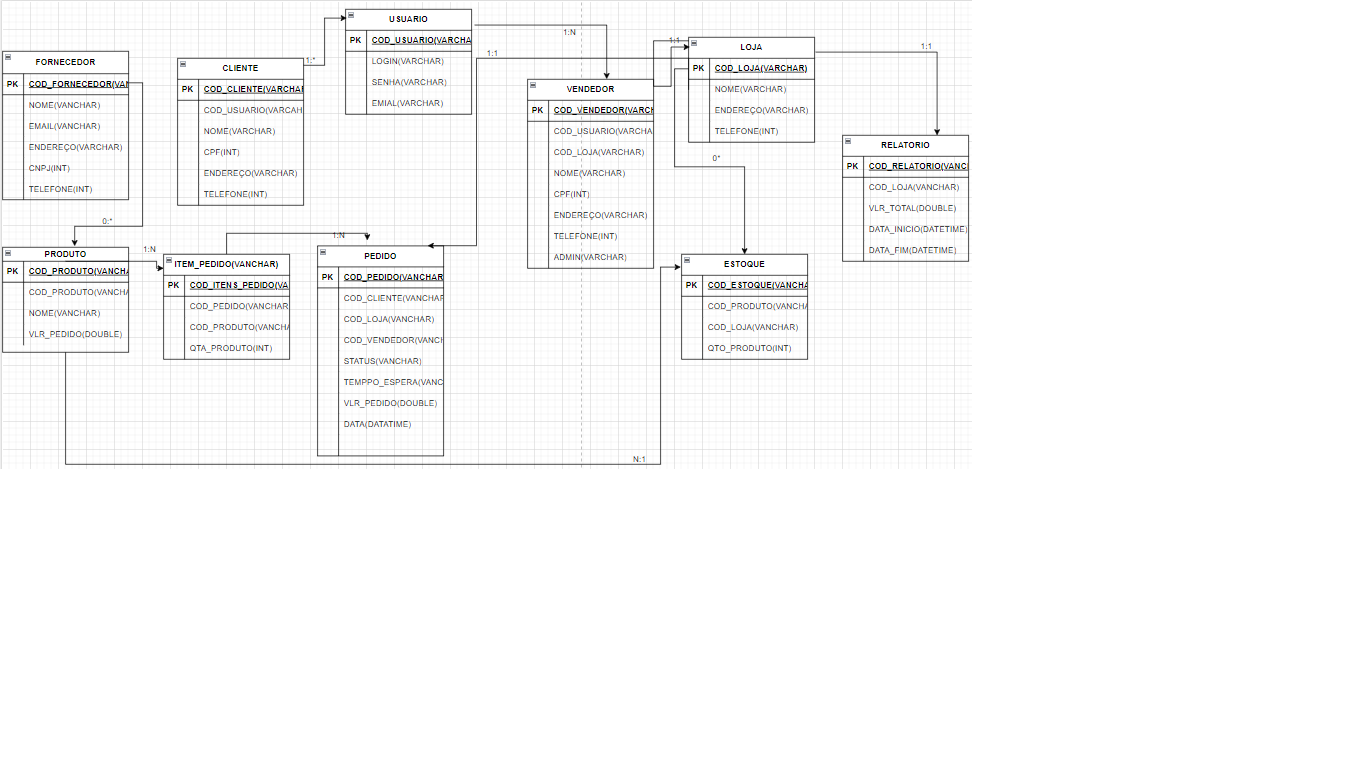 USUARIO
PK COD_USUARIO(VARCHA
LOGIN(VARCHAR)
SENHA(VARCHAR)
EMIAL(VARCHAR)
1:N
1:1
1:1
LOJA
PK COD_LOJA(VARCHAR)
NOME(VARCHAR)
ENDEREÇO(VARCHAR)
TELEFONE(INT)
1:1
FORNECEDOR
PK COD_FORNECEDOR(VAN
NOME(VANCHAR)
EMAIL(VANCHAR)
ENDEREÇO(VARCHAR)
CNPJ(INT)
TELEFONE(INT)
1:*
CLIENTE
PK COD_CLIENTE(VARCHAR
COD_USUARIO(VARCAH
NOME(VARCHAR)
CPF(INT)
ENDEREÇO(VARCHAR)
TELEFONE(INT)
VENDEDOR
PK COD_VENDEDOR(VARCH
COD_USUARIO(VARCHA
COD_LOJA(VARCHAR)
NOME(VARCHAR)
CPF(INT)
ENDEREÇO(VARCHAR)
TELEFONE(INT)
ADMIN(VARCHAR)
RELATORIO
PK COD_RELATORIO(VANC
COD_LOJA(VANCHAR)
VLR_TOTAL(DOUBLE)
DATA_INICIO(DATETIME)
DATA_FIM(DATETIME)
0*
0:*
PRODUTO
PK COD_PRODUTO(VANCHA
COD_PRODUTO(VANCHA
NOME(VANCHAR)
VLR_PEDIDO(DOUBLE)
1:N
ITEM_PEDIDO(VANCHAR)
PK COD_ITENS_PEDIDO(VA
COD_PEDIDO(VANCHAR
COD_PRODUTO(VANCHA
QTA_PRODUTO(INT)
1:N
PEDIDO
PK COD_PEDIDO(VANCHAR
COD_CLIENTE(VANCHAR
COD_LOJA(VANCHAR)
COD_VENDEDOR(VANCH
STATUS(VANCHAR)
TEMPPO_ESPERA(VANC
VLR_PEDIDO(DOUBLE)
DATA(DATATIME)
ESTOQUE
PK COD_ESTOQUE(VANCHA
COD_PRODUTO(VANCHAR
COD_LOJA(VANCHAR)
QTO_PRODUTO(INT)
N:1